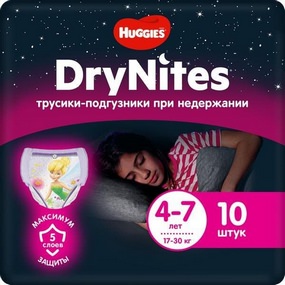 HUGGIES
DryNites
трусики-подгузники при недержании
4-7
лет
17-30 кг
10
штук
МАКСИМУМ
5
слоев
ЗАЩИТЫ